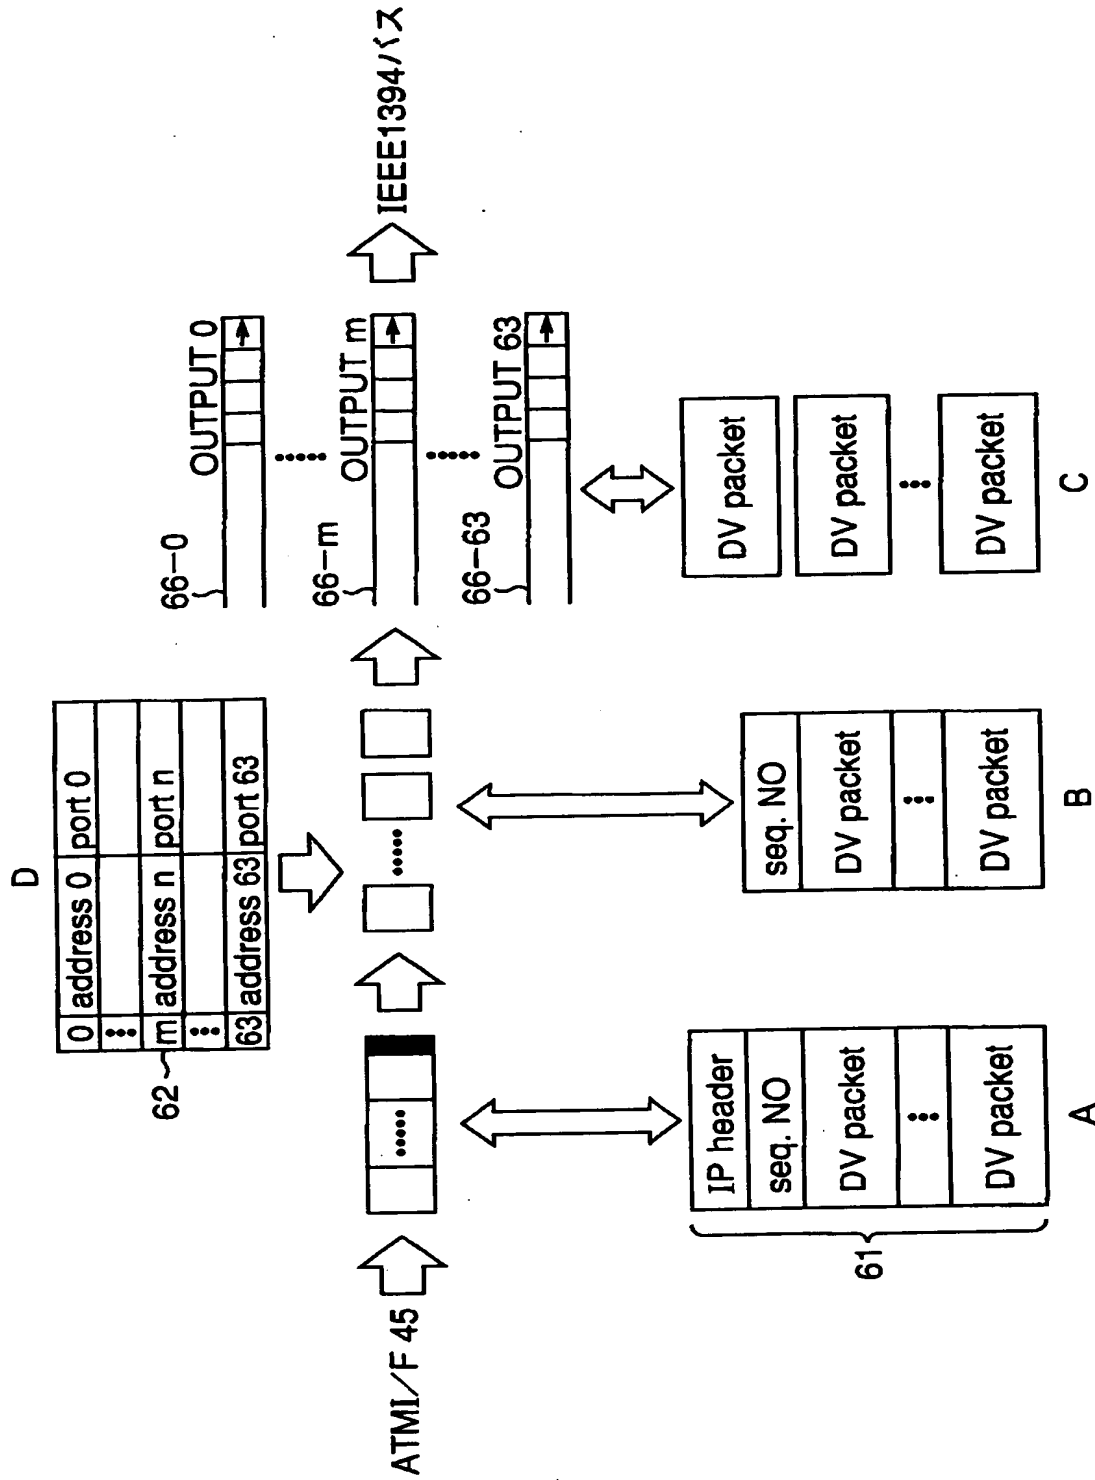 D
0 address 0 port 0
m address n port n
63 address 63 port 63
62
ATMI/F 45
66-0
OUTPUT 0
66-m
OUTPUT m
66-63
OUTPUT 63
IEEE1394バス
IP header
seq. NO
DV packet
DV packet
61
A
seq. NO
DV packet
DV packet
B
DV packet
DV packet
DV packet
C